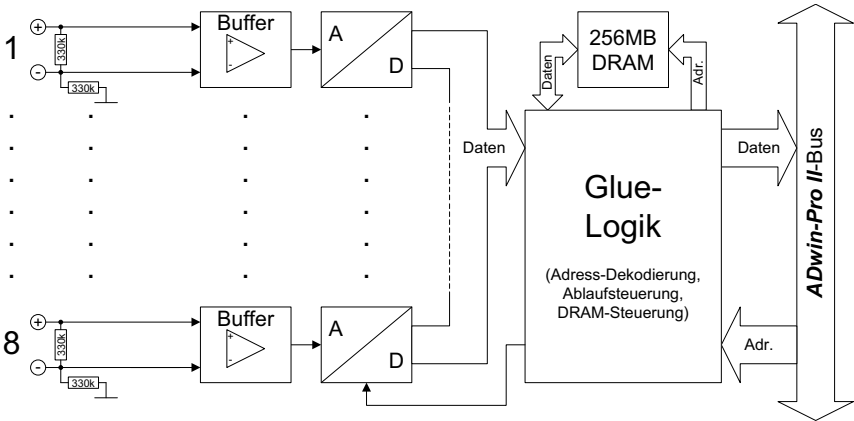 1
+
-
330k
330k
Buffer
+
-
A
D
Daten
Daten
256MB
DRAM
Adr.
Glue-
Logik
(Adress-Dekodierung,
Ablaufsteuerung,
DRAM-Steuerung)
Daten
Adr.
ADwin-Pro II-Bus
8
+
-
330k
330k
Buffer
+
-
A
D